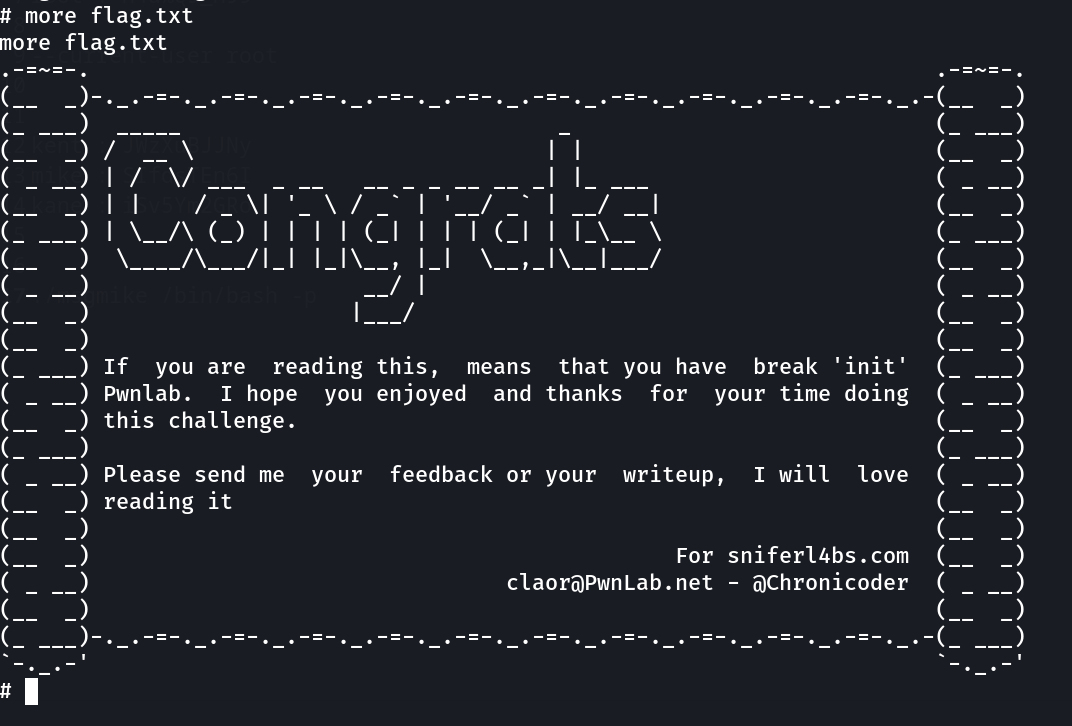 # more flag.txt
more flag.txt
Congrats
If you are reading this, means that you have break 'init'
Pwnlab. I hope you enjoyed and thanks for your time doing
this challenge.
Please send me your feedback or your writeup, I will love
reading it
For sniferl4bs.com
claor@PwnLab.net - @Chronicoder
#